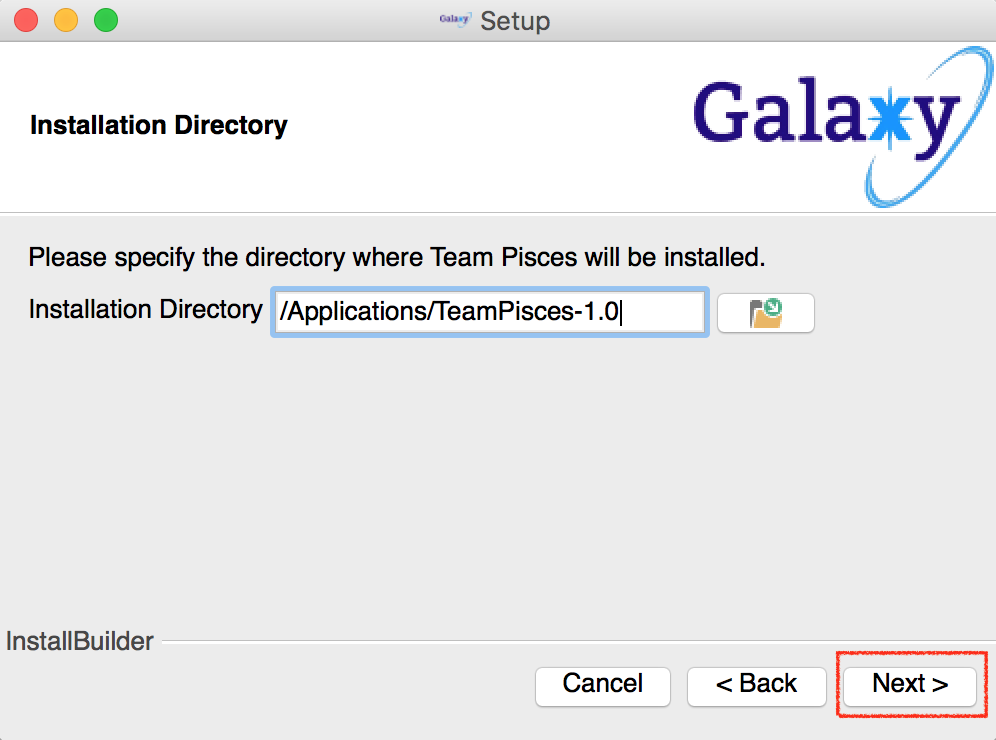 Galaxy Setup
Installation Directory
Galaxy
Please specify the directory where Team Pisces will be installed.
Installation Directory /Applications/TeamPisces-1.0
InstallBuilder
Cancel < Back Next >